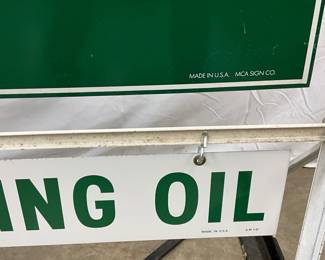 MADE IN U.S.A. MCA SIGN CO.
ING OIL
MADE IN U.S.A.